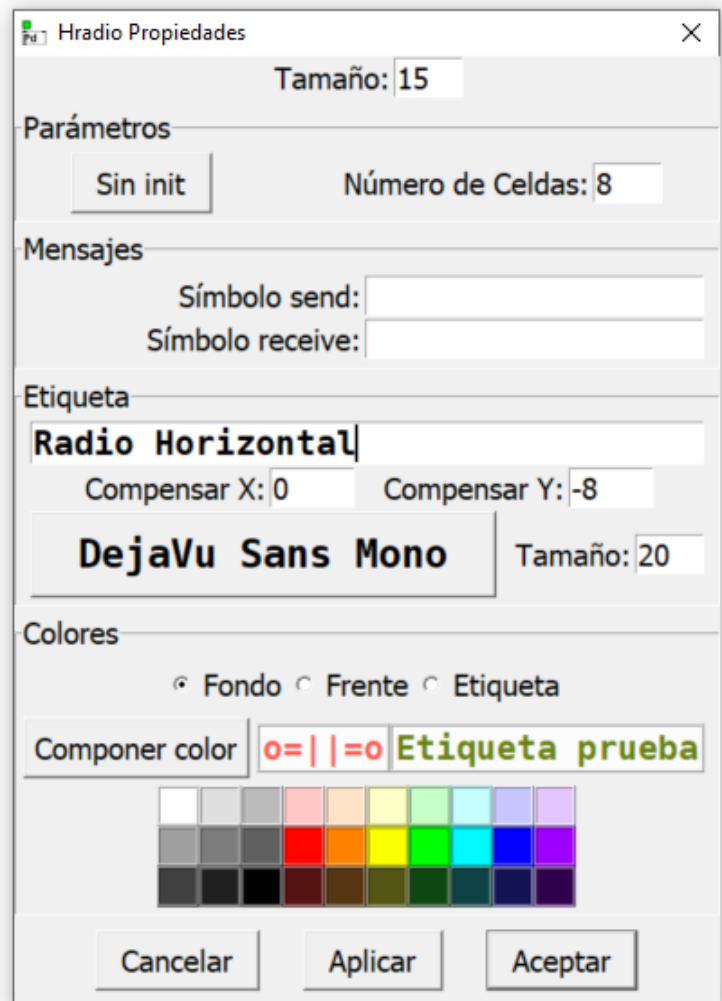 Hradio Propiedades
Tamaño: 15
Parámetros
Sin init Número de Celdas: 8
Mensajes
Símbolo send:
Símbolo receive:
Etiqueta
Radio Horizontal
Compensar X: 0 Compensar Y: -8
DejaVu Sans Mono Tamaño: 20
Colores
Fondo Frente Etiqueta
Componer color o=||=o Etiqueta prueba
Cancelar Aplicar Aceptar